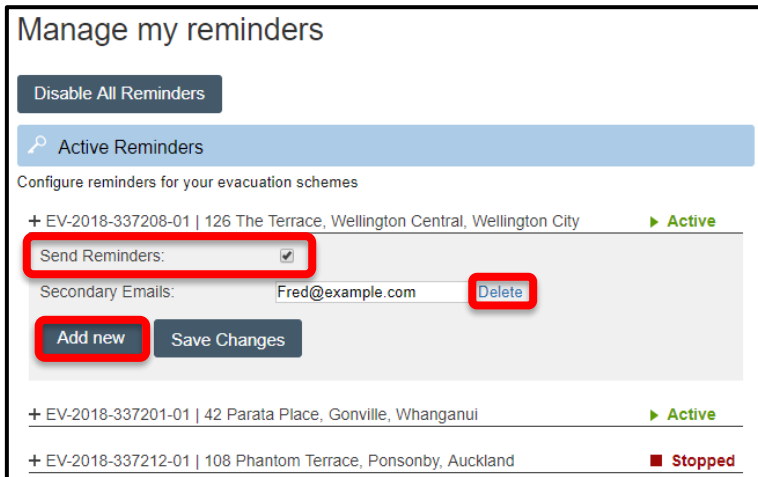 Manage my reminders
Disable All Reminders
Active Reminders
Configure reminders for your evacuation schemes
+ EV-2018-337208-01 | 126 The Terrace, Wellington Central, Wellington City Active
Send Reminders:
Secondary Emails: Fred@example.com Delete
Add new Save Changes
+ EV-2018-337201-01 | 42 Parata Place, Gonville, Whanganui Active
+ EV-2018-337212-01 | 108 Phantom Terrace, Ponsonby, Auckland Stopped